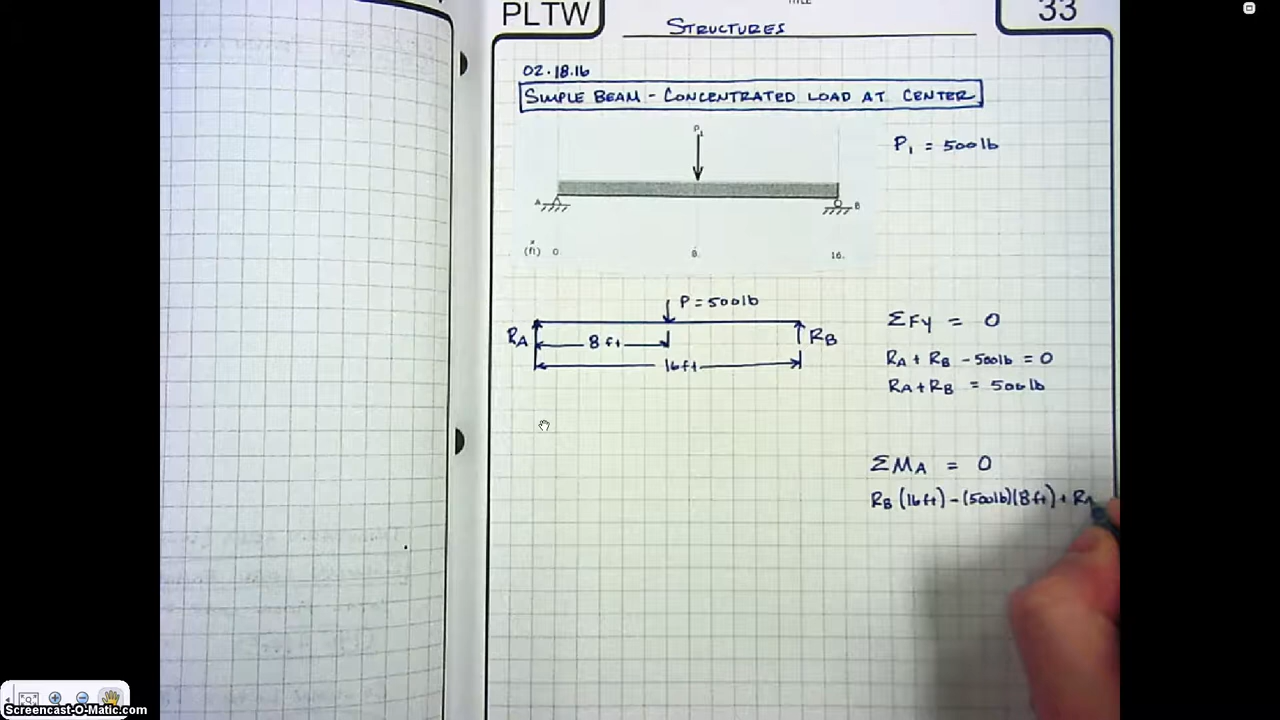 PLTW
TITLE
33
STRUCTURES
02.18.16
SIMPLE BEAM - CONCENTRATED LOAD AT CENTER
P1
P1 = 500lb
A
B
x
(ft) 0. 8. 16.
P = 500lb
RA
8 ft
RB
16ft
ΣFy = 0
RA + RB - 500lb = 0
RA + RB = 500lb
ΣMA = 0
RB (16ft) - (500lb)(8ft) + RA
Screencast-O-Matic.com